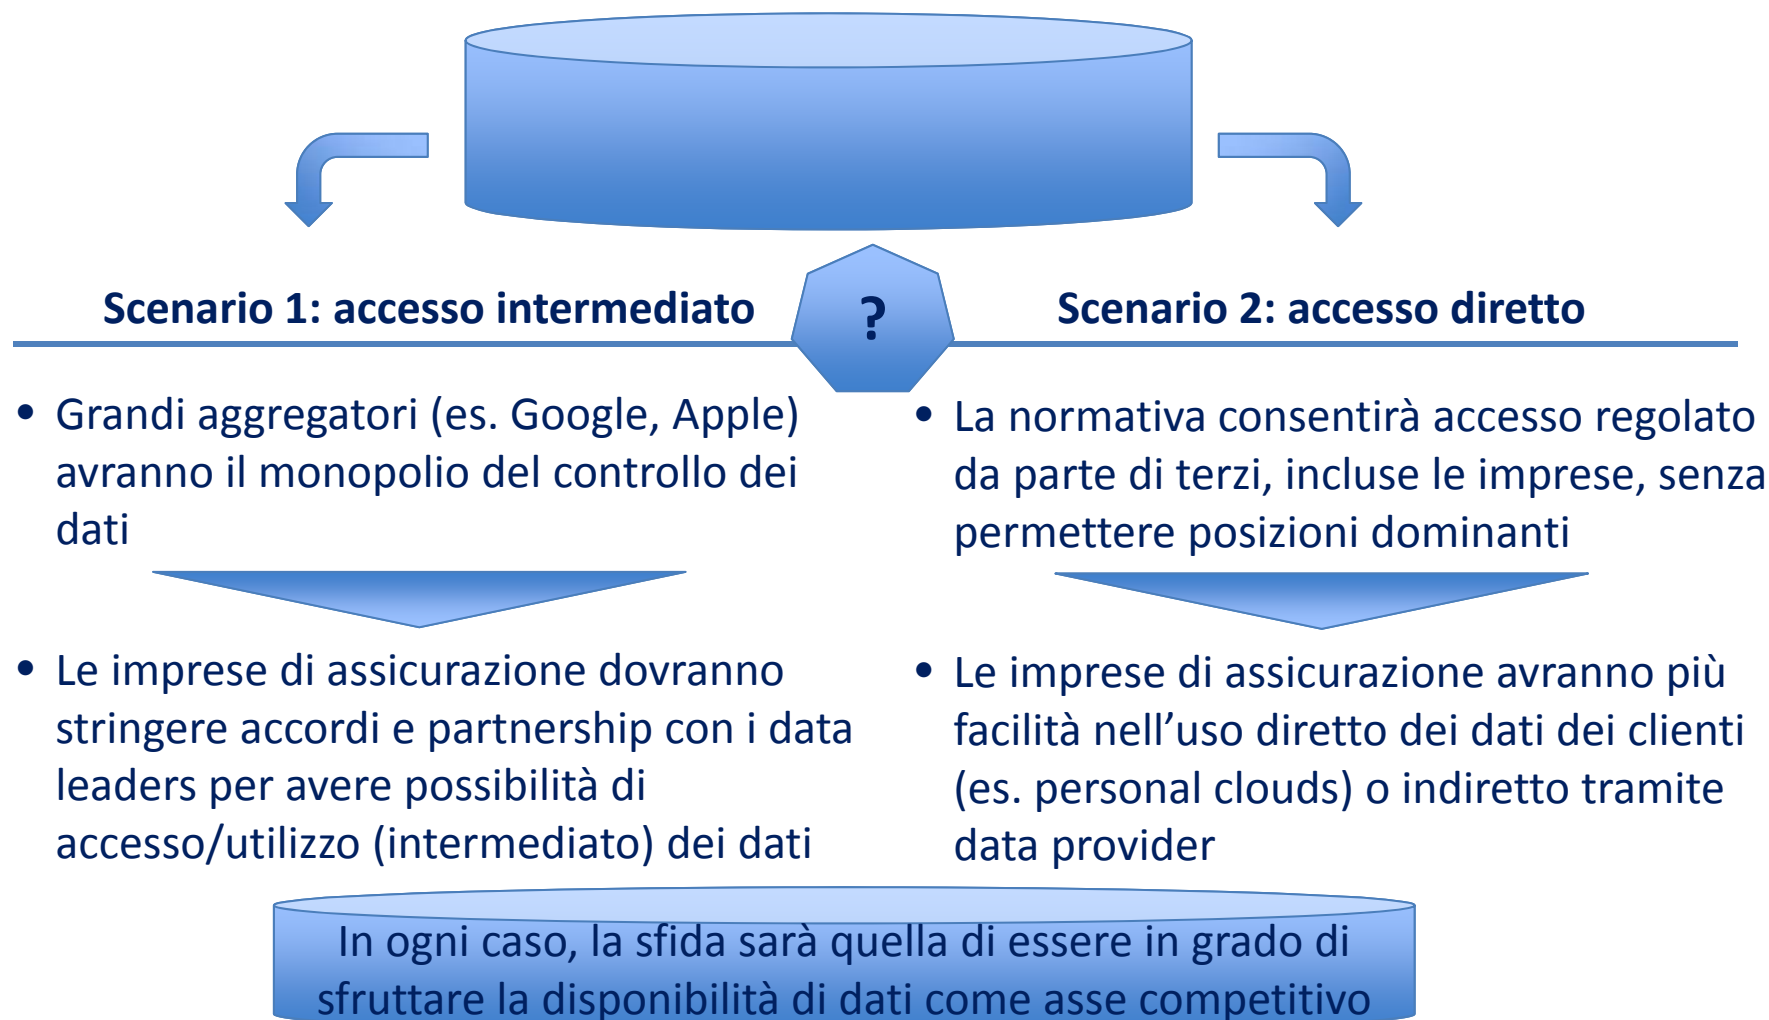 Scenario 1: accesso intermediato
?
Scenario 2: accesso diretto
• Grandi aggregatori (es. Google, Apple)
avranno il monopolio del controllo dei
dati
• Le imprese di assicurazione dovranno
stringere accordi e partnership con i data
leaders per avere possibilità di
accesso/utilizzo (intermediato) dei dati
• La normativa consentirà accesso regolato
da parte di terzi, incluse le imprese, senza
permettere posizioni dominanti
• Le imprese di assicurazione avranno più
facilità nell’uso diretto dei dati dei clienti
(es. personal clouds) o indiretto tramite
data provider
In ogni caso, la sfida sarà quella di essere in grado di
sfruttare la disponibilità di dati come asse competitivo